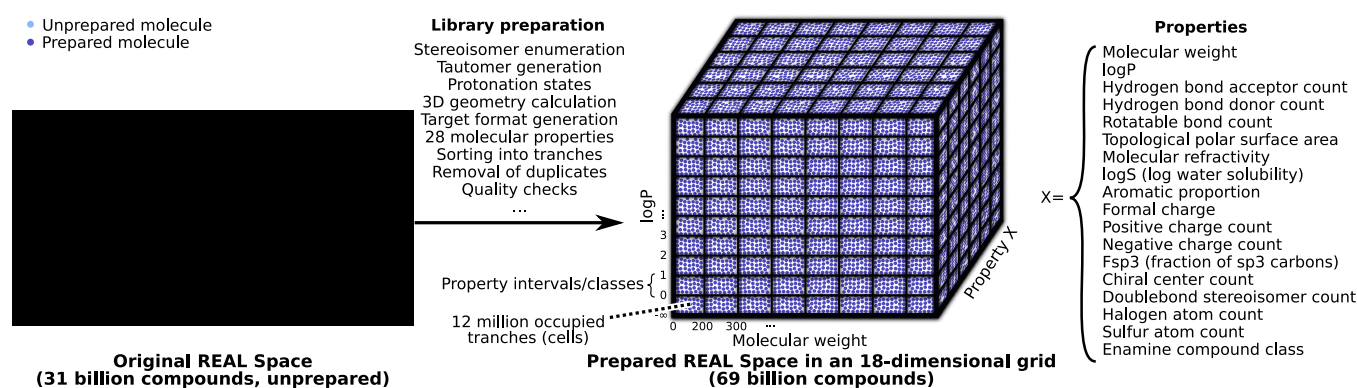 Unprepared molecule
Prepared molecule
Library preparation
Stereoisomer enumeration
Tautomer generation
Protonation states
3D geometry calculation
Target format generation
28 molecular properties
Sorting into tranches
Removal of duplicates
Quality checks
...
Original REAL Space
(31 billion compounds, unprepared)
logP
...
3
2
1
0
-∞
Property intervals/classes
12 million occupied
tranches (cells)
0 200 300 ...
Molecular weight
Property X
Prepared REAL Space in an 18-dimensional grid
(69 billion compounds)
Properties
X=
Molecular weight
logP
Hydrogen bond acceptor count
Hydrogen bond donor count
Rotatable bond count
Topological polar surface area
Molecular refractivity
logS (log water solubility)
Aromatic proportion
Formal charge
Positive charge count
Negative charge count
Fsp3 (fraction of sp3 carbons)
Chiral center count
Doublebond stereoisomer count
Halogen atom count
Sulfur atom count
Enamine compound class